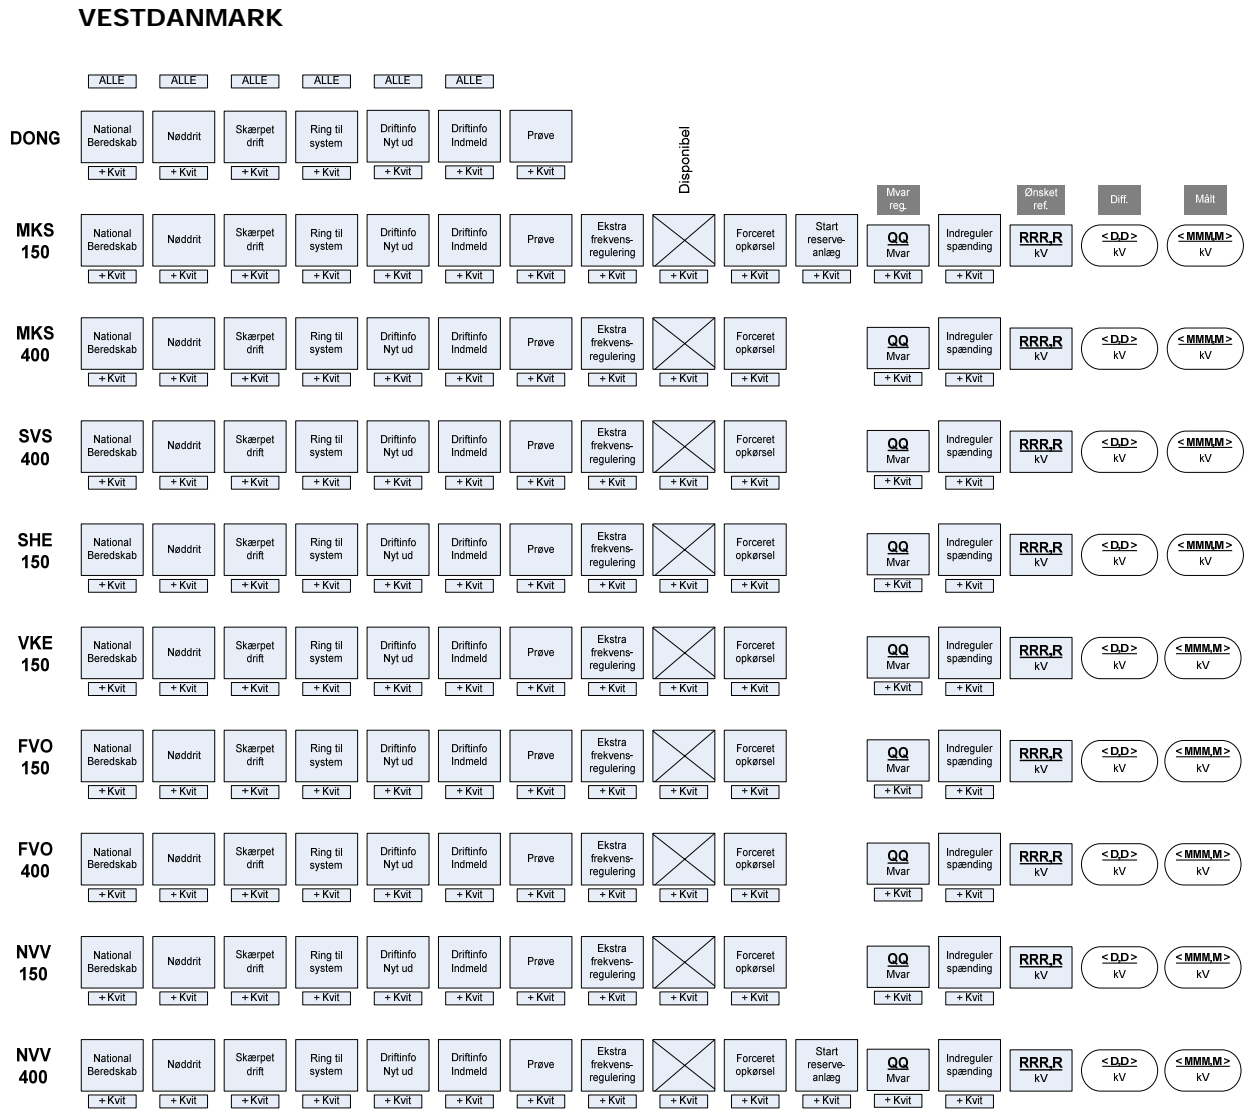 VESTDANMARK
ALLE ALLE ALLE ALLE ALLE ALLE
DONG
National Beredskab Nøddrit Skærpet drift Ring til system Driftinfo Nyt ud Driftinfo Indmeld Prøve
+ Kvit + Kvit + Kvit + Kvit + Kvit + Kvit + Kvit
Disponibel
Mvar reg. Ønsket ref. Diff. Målt
MKS 150
National Beredskab Nøddrit Skærpet drift Ring til system Driftinfo Nyt ud Driftinfo Indmeld Prøve Ekstra frekvens- regulering Forceret opkørsel Start reserve- anlæg QQ Mvar Indreguler spænding RRR,R kV <D,D> kV <MMM,M> kV
+ Kvit + Kvit + Kvit + Kvit + Kvit + Kvit + Kvit + Kvit + Kvit + Kvit + Kvit + Kvit + Kvit
MKS 400
National Beredskab Nøddrit Skærpet drift Ring til system Driftinfo Nyt ud Driftinfo Indmeld Prøve Ekstra frekvens- regulering Forceret opkørsel QQ Mvar Indreguler spænding RRR,R kV <D,D> kV <MMM,M> kV
+ Kvit + Kvit + Kvit + Kvit + Kvit + Kvit + Kvit + Kvit + Kvit + Kvit + Kvit + Kvit
SVS 400
National Beredskab Nøddrit Skærpet drift Ring til system Driftinfo Nyt ud Driftinfo Indmeld Prøve Ekstra frekvens- regulering Forceret opkørsel QQ Mvar Indreguler spænding RRR,R kV <D,D> kV <MMM,M> kV
+ Kvit + Kvit + Kvit + Kvit + Kvit + Kvit + Kvit + Kvit + Kvit + Kvit + Kvit + Kvit
SHE 150
National Beredskab Nøddrit Skærpet drift Ring til system Driftinfo Nyt ud Driftinfo Indmeld Prøve Ekstra frekvens- regulering Forceret opkørsel QQ Mvar Indreguler spænding RRR,R kV <D,D> kV <MMM,M> kV
+ Kvit + Kvit + Kvit + Kvit + Kvit + Kvit + Kvit + Kvit + Kvit + Kvit + Kvit + Kvit
VKE 150
National Beredskab Nøddrit Skærpet drift Ring til system Driftinfo Nyt ud Driftinfo Indmeld Prøve Ekstra frekvens- regulering Forceret opkørsel QQ Mvar Indreguler spænding RRR,R kV <D,D> kV <MMM,M> kV
+ Kvit + Kvit + Kvit + Kvit + Kvit + Kvit + Kvit + Kvit + Kvit + Kvit + Kvit + Kvit
FVO 150
National Beredskab Nøddrit Skærpet drift Ring til system Driftinfo Nyt ud Driftinfo Indmeld Prøve Ekstra frekvens- regulering Forceret opkørsel QQ Mvar Indreguler spænding RRR,R kV <D,D> kV <MMM,M> kV
+ Kvit + Kvit + Kvit + Kvit + Kvit + Kvit + Kvit + Kvit + Kvit + Kvit + Kvit + Kvit
FVO 400
National Beredskab Nøddrit Skærpet drift Ring til system Driftinfo Nyt ud Driftinfo Indmeld Prøve Ekstra frekvens- regulering Forceret opkørsel QQ Mvar Indreguler spænding RRR,R kV <D,D> kV <MMM,M> kV
+ Kvit + Kvit + Kvit + Kvit + Kvit + Kvit + Kvit + Kvit + Kvit + Kvit + Kvit + Kvit
NVV 150
National Beredskab Nøddrit Skærpet drift Ring til system Driftinfo Nyt ud Driftinfo Indmeld Prøve Ekstra frekvens- regulering Forceret opkørsel QQ Mvar Indreguler spænding RRR,R kV <D,D> kV <MMM,M> kV
+ Kvit + Kvit + Kvit + Kvit + Kvit + Kvit + Kvit + Kvit + Kvit + Kvit + Kvit + Kvit
NVV 400
National Beredskab Nøddrit Skærpet drift Ring til system Driftinfo Nyt ud Driftinfo Indmeld Prøve Ekstra frekvens- regulering Forceret opkørsel Start reserve- anlæg QQ Mvar Indreguler spænding RRR,R kV <D,D> kV <MMM,M> kV
+ Kvit + Kvit + Kvit + Kvit + Kvit + Kvit + Kvit + Kvit + Kvit + Kvit + Kvit + Kvit + Kvit